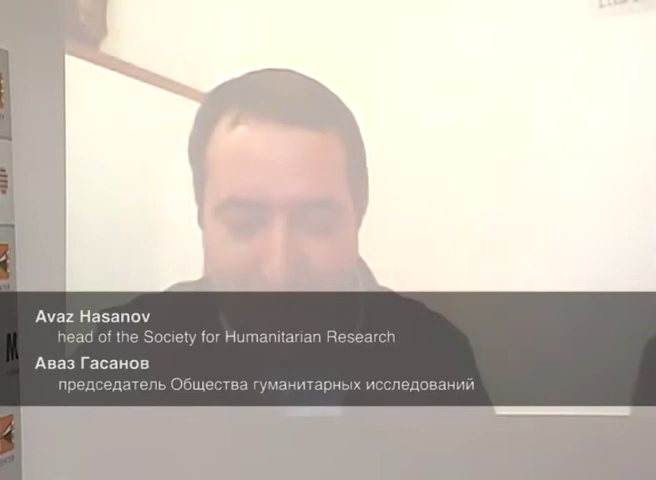 Avaz Hasanov
head of the Society for Humanitarian Research
Аваз Гасанов
председатель Общества гуманитарных исследований